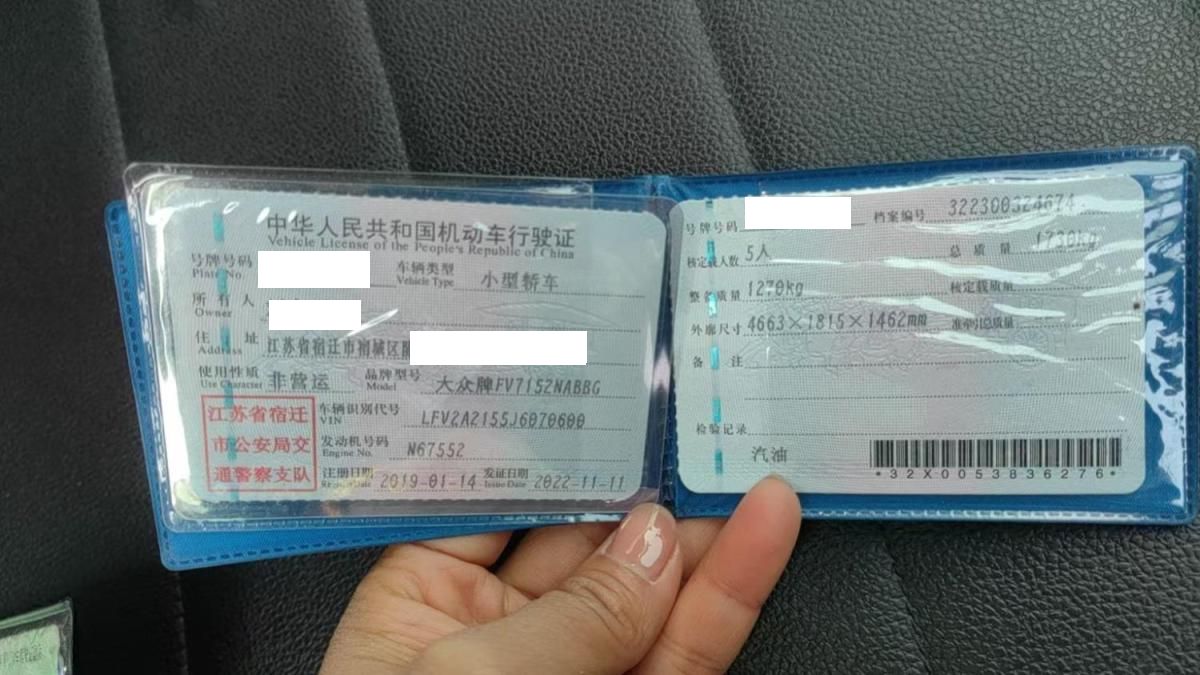 中华人民共和国机动车行驶证
Vehicle License of the People's Republic of China
号牌号码
Plate No.
车辆类型 小型轿车
Vehicle Type
所有人
Owner
住址 江苏省宿迁市宿城区
Address
使用性质 非营运
Use Character
品牌型号 大众牌FV7152NABBG
Model
江苏省宿迁
市公安局交
通警察支队
车辆识别代号 LFV2A2155J6070600
VIN
发动机号码 N67552
Engine No.
注册日期 2019-01-14
Register Date
发证日期 2022-11-11
Issue Date
号牌号码
档案编号 322300324674
核定载人数 5人
总质量 1730kg
整备质量 1270kg
核定载质量
外廓尺寸 4663×1815×1462mm
准牵引总质量
备注
检验记录
汽油
*32X0053836276*